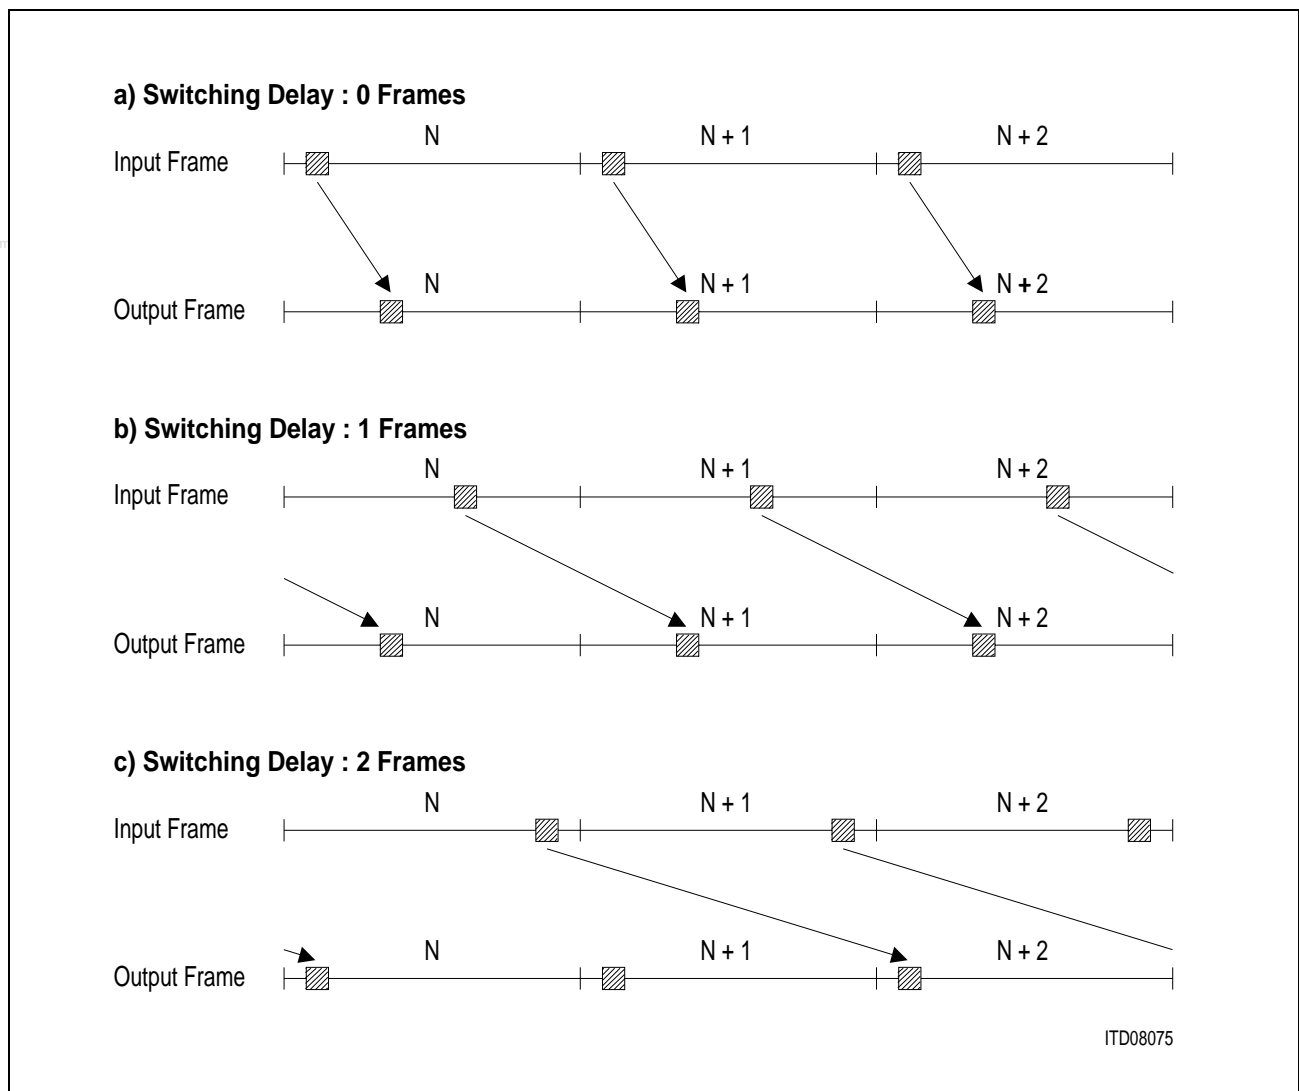 a) Switching Delay : 0 Frames
N N + 1 N + 2
Input Frame
N N + 1 N + 2
Output Frame
b) Switching Delay : 1 Frames
N N + 1 N + 2
Input Frame
N N + 1 N + 2
Output Frame
c) Switching Delay : 2 Frames
N N + 1 N + 2
Input Frame
N N + 1 N + 2
Output Frame
ITD08075